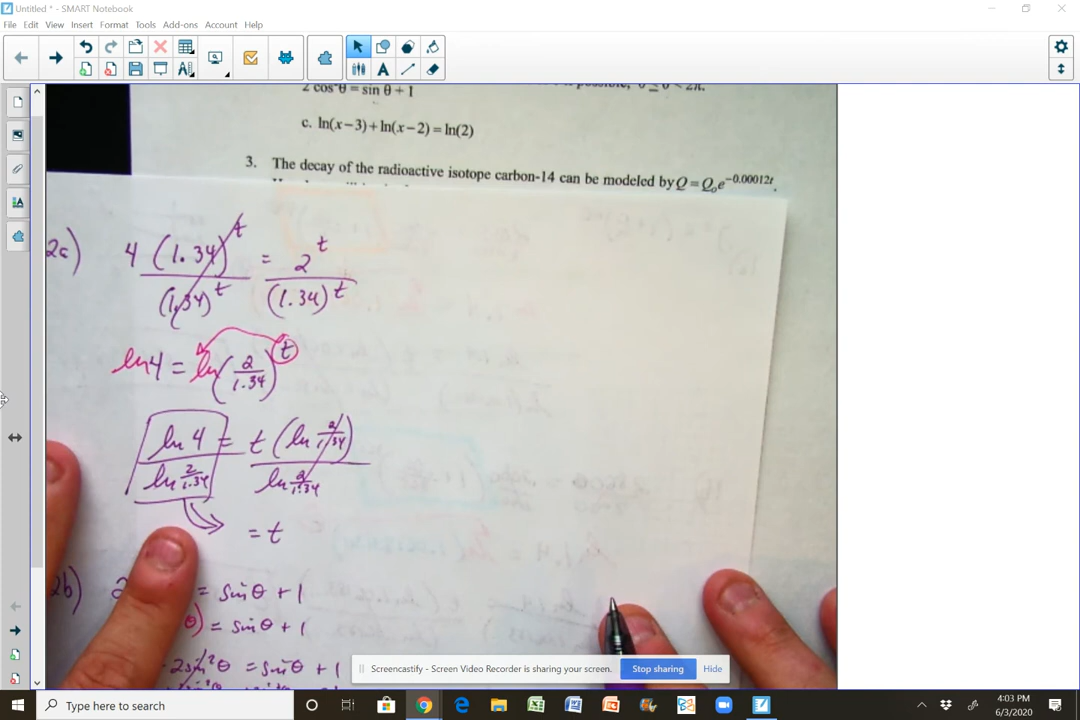 Untitled * - SMART Notebook
File Edit View Insert Format Tools Add-ons Account Help
2 cos²θ = sin θ + 1
c. ln(x−3)+ln(x−2) = ln(2)
3. The decay of the radioactive isotope carbon-14 can be modeled by Q = Q₀e^−0.00012t.
2a) 4 (1.34)^t / (1.34)^t = 2^t / (1.34)^t
ln 4 = ln (2/1.34)^t
ln 4 / ln 2/1.34 = t (ln 2/1.34) / ln 2/1.34
= t
2b) 2 = sin θ + 1
θ) = sin θ + 1
- 2sin²θ = sin θ + 1
Screencastify - Screen Video Recorder is sharing your screen. Stop sharing Hide
Type here to search
4:03 PM
6/3/2020